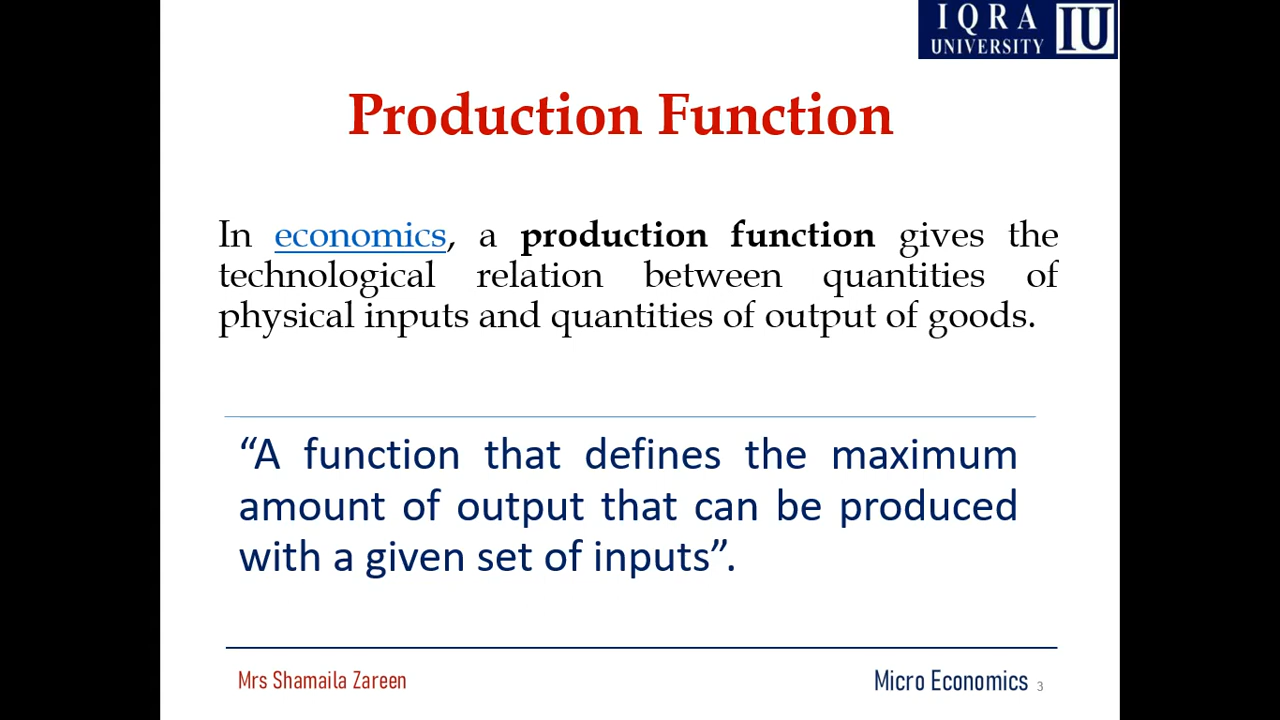 IQRA
UNIVERSITY IU
Production Function
In economics, a production function gives the
technological relation between quantities of
physical inputs and quantities of output of goods.
“A function that defines the maximum
amount of output that can be produced
with a given set of inputs”.
Mrs Shamaila Zareen
Micro Economics 3